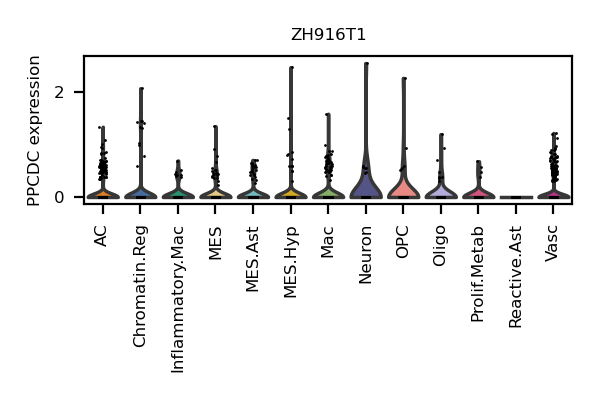 ZH916T1
PPCDC expression
2
0
AC
Chromatin.Reg
Inflammatory.Mac
MES
MES.Ast
MES.Hyp
Mac
Neuron
OPC
Oligo
Prolif.Metab
Reactive.Ast
Vasc